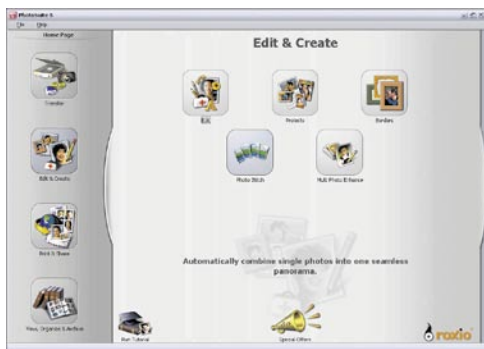 PhotoSuite 5
File Help
Home Page
Edit & Create
Transfer
Edit
Projects
Borders
Edit & Create
Photo Stitch
Multi Photo Enhance
Print & Share
Automatically combine single photos into one seamless
panorama.
View, Organize & Archive
Run Tutorial
Special Offers
roxio